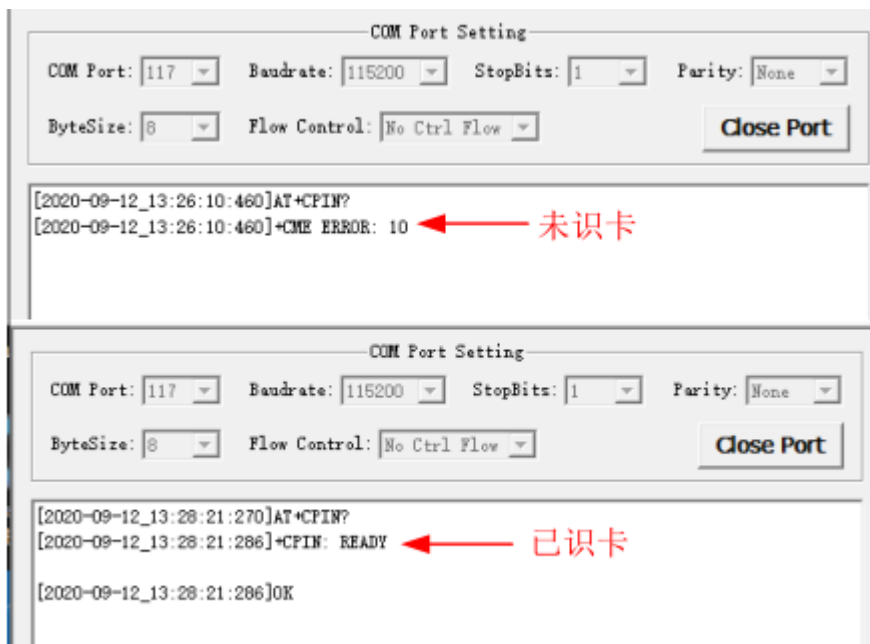 COM Port Setting
COM Port: 117 Baudrate: 115200 StopBits: 1 Parity: None
ByteSize: 8 Flow Control: No Ctrl Flow Close Port
[2020-09-12_13:26:10:460]AT+CPIN?
[2020-09-12_13:26:10:460]+CME ERROR: 10 未识卡
COM Port Setting
COM Port: 117 Baudrate: 115200 StopBits: 1 Parity: None
ByteSize: 8 Flow Control: No Ctrl Flow Close Port
[2020-09-12_13:28:21:270]AT+CPIN?
[2020-09-12_13:28:21:286]+CPIN: READY 已识卡
[2020-09-12_13:28:21:286]OK